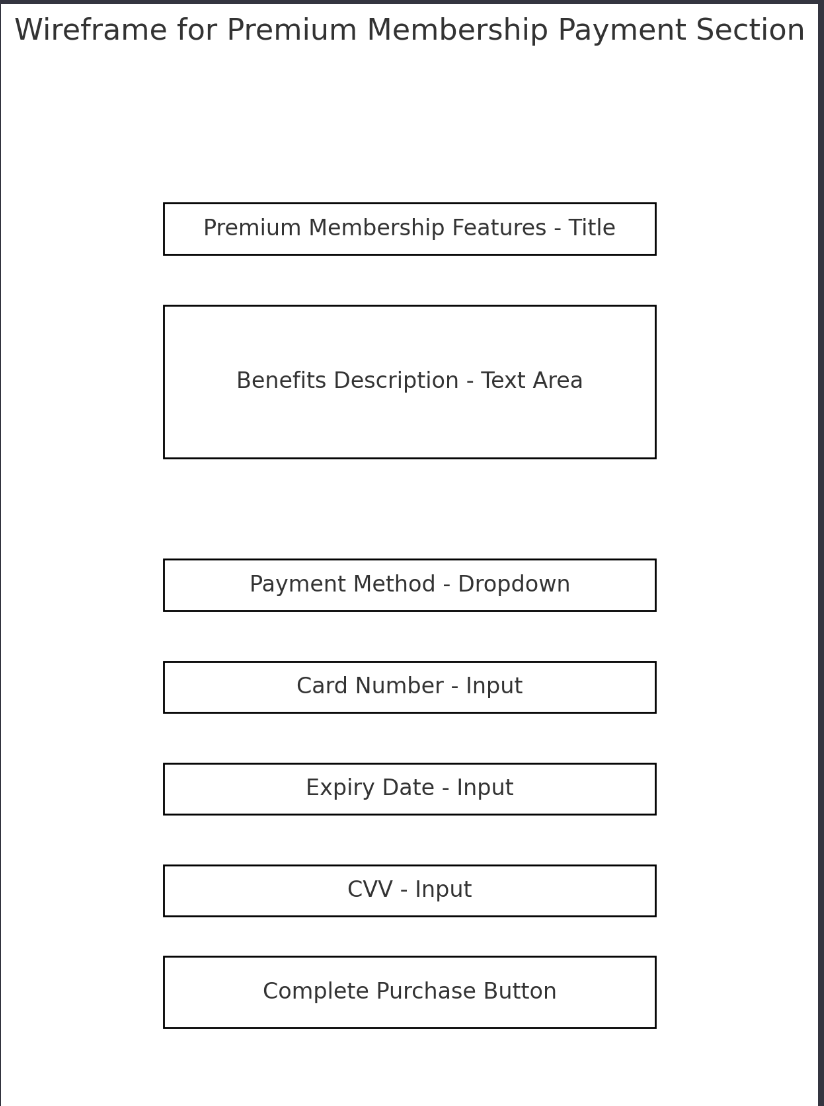 Wireframe for Premium Membership Payment Section
Premium Membership Features - Title
Benefits Description - Text Area
Payment Method - Dropdown
Card Number - Input
Expiry Date - Input
CVV - Input
Complete Purchase Button